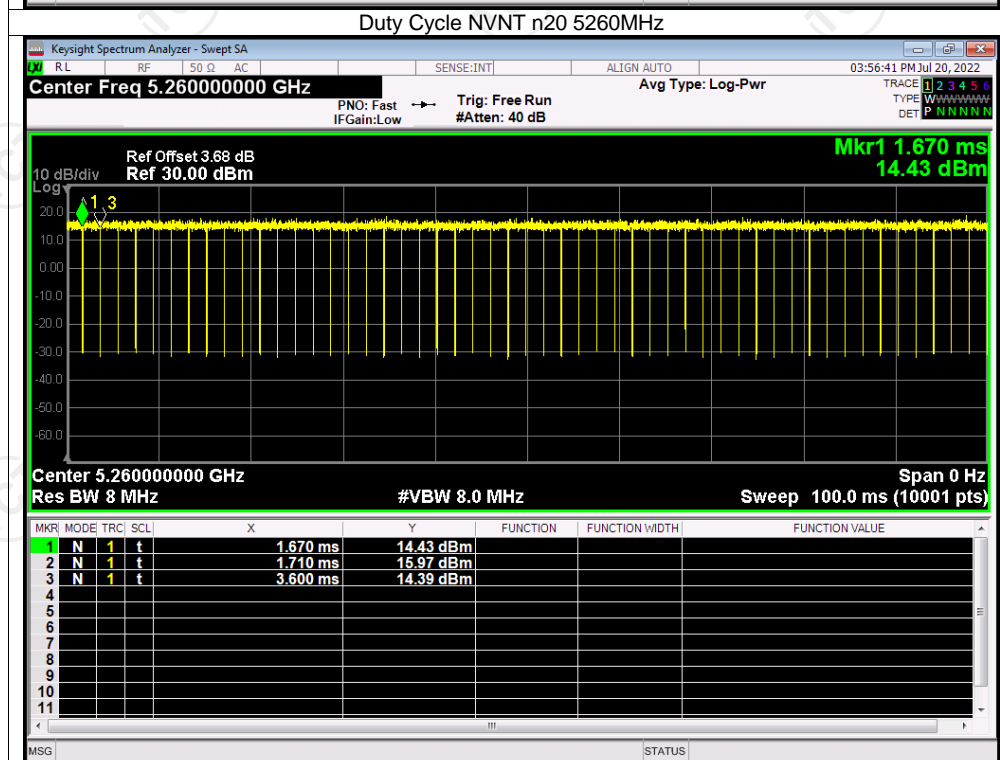 Duty Cycle NVNT n20 5260MHz
Keysight Spectrum Analyzer - Swept SA
LXI RL RF 50 Ω AC SENSE:INT ALIGN AUTO 03:56:41 PM Jul 20, 2022
Center Freq 5.260000000 GHz Avg Type: Log-Pwr TRACE 1 2 3 4 5 6
PNO: Fast Trig: Free Run TYPE WWWWWW
IFGain:Low #Atten: 40 dB DET P N N N N N
Mkr1 1.670 ms
14.43 dBm
Ref Offset 3.68 dB
10 dB/div Ref 30.00 dBm
Log
1 3
20.0
10.0
0.00
-10.0
-20.0
-30.0
-40.0
-50.0
-60.0
Center 5.260000000 GHz Span 0 Hz
Res BW 8 MHz #VBW 8.0 MHz Sweep 100.0 ms (10001 pts)
MKR MODE TRC SCL X Y FUNCTION FUNCTION WIDTH FUNCTION VALUE
1 N 1 t 1.670 ms 14.43 dBm
2 N 1 t 1.710 ms 15.97 dBm
3 N 1 t 3.600 ms 14.39 dBm
4
5
6
7
8
9
10
11
MSG STATUS